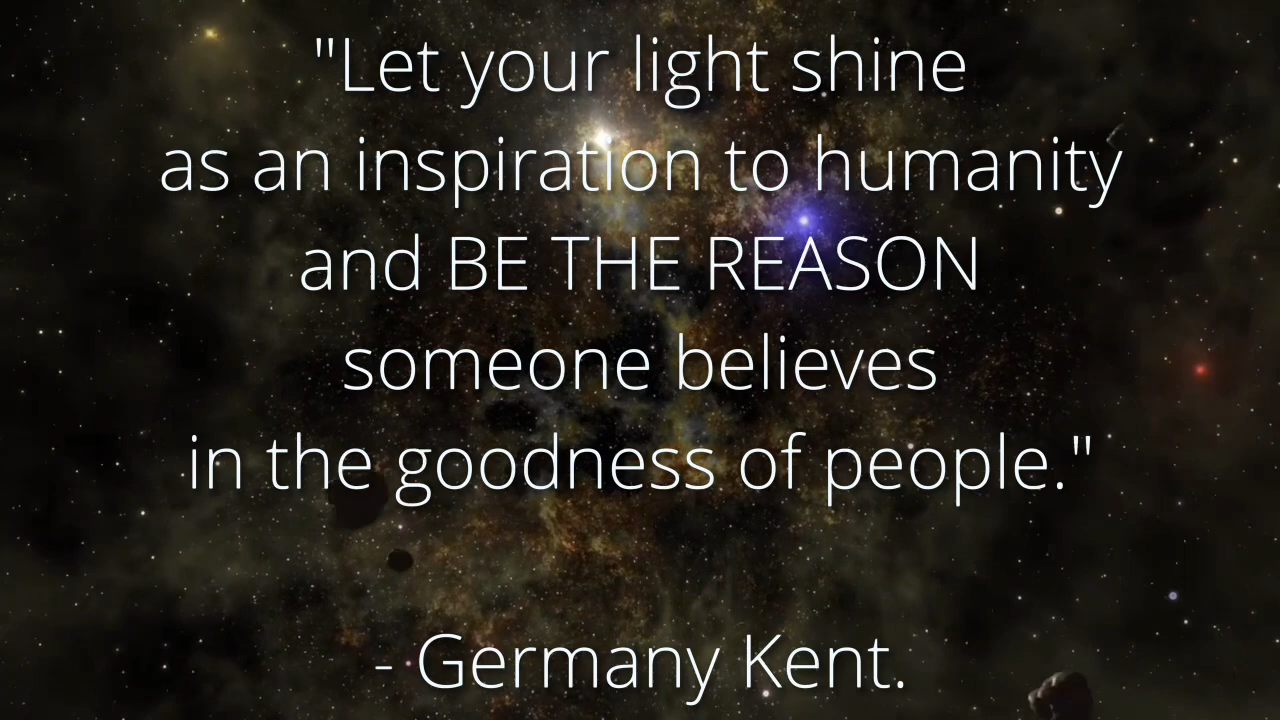 "Let your light shine
as an inspiration to humanity
and BE THE REASON
someone believes
in the goodness of people."
- Germany Kent.